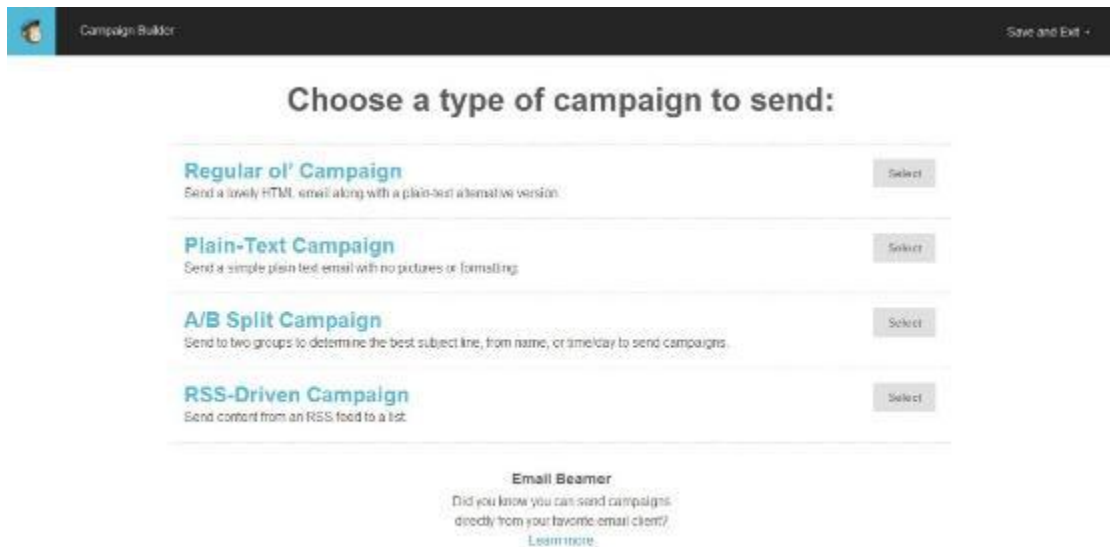 Campaign Builder
Save and Exit
Choose a type of campaign to send:
Regular ol' Campaign
Select
Send a lovely HTML email along with a plain-text alternative version.
Plain-Text Campaign
Select
Send a simple plain text email with no pictures or formatting.
A/B Split Campaign
Select
Send to two groups to determine the best subject line, from name, or time/day to send campaigns.
RSS-Driven Campaign
Select
Send content from an RSS feed to a list.
Email Beamer
Did you know you can send campaigns
directly from your favorite email client?
Learn more.